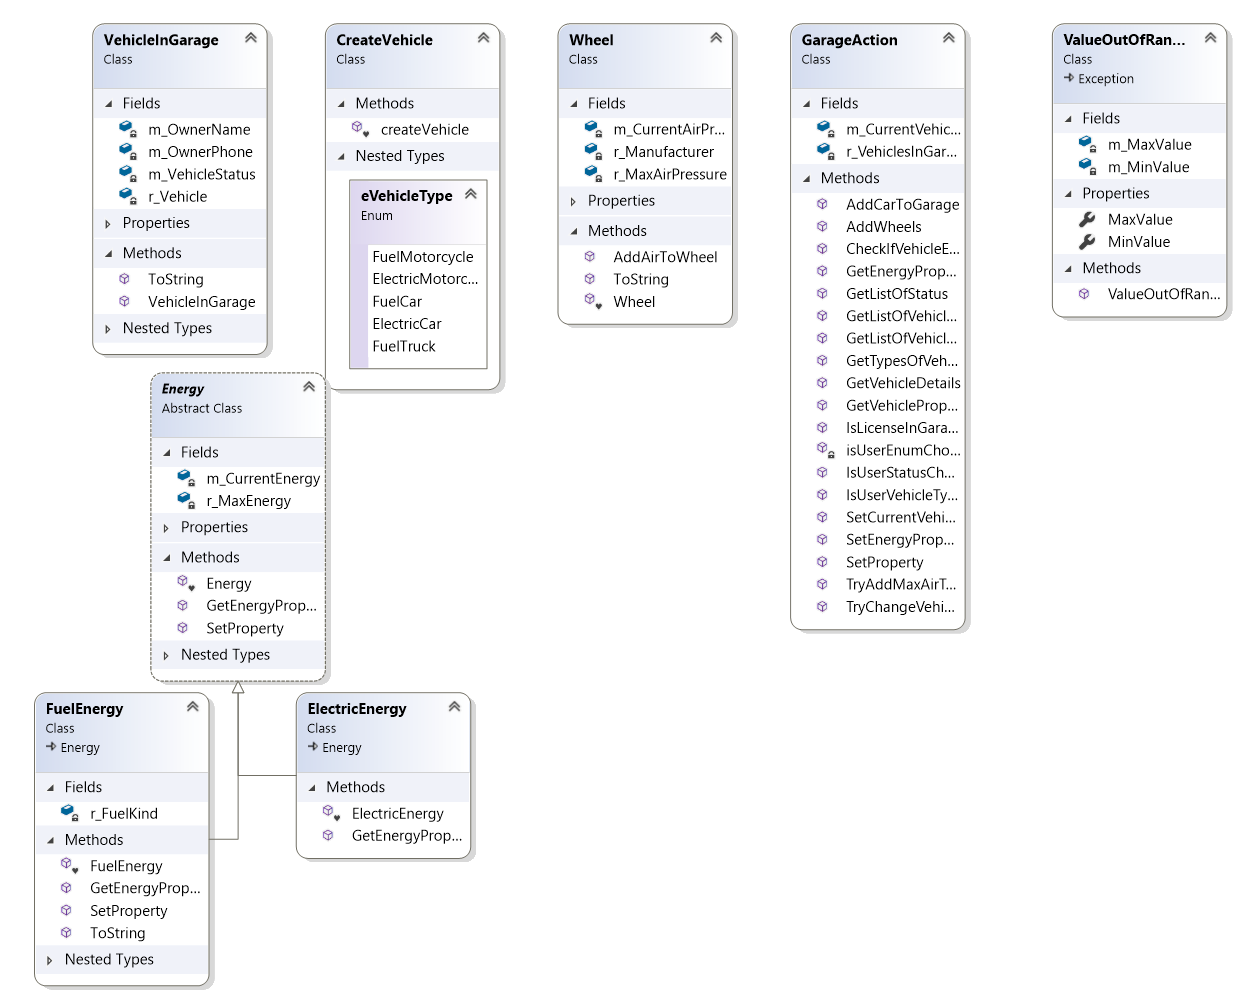 VehicleInGarage
Class
Fields
m_OwnerName
m_OwnerPhone
m_VehicleStatus
r_Vehicle
Properties
Methods
ToString
VehicleInGarage
Nested Types
CreateVehicle
Class
Methods
createVehicle
Nested Types
eVehicleType
Enum
FuelMotorcycle
ElectricMotorc...
FuelCar
ElectricCar
FuelTruck
Wheel
Class
Fields
m_CurrentAirPr...
r_Manufacturer
r_MaxAirPressure
Properties
Methods
AddAirToWheel
ToString
Wheel
GarageAction
Class
Fields
m_CurrentVehic...
r_VehiclesInGar...
Methods
AddCarToGarage
AddWheels
CheckIfVehicleE...
GetEnergyProp...
GetListOfStatus
GetListOfVehicl...
GetListOfVehicl...
GetTypesOfVeh...
GetVehicleDetails
GetVehicleProp...
IsLicenseInGara...
isUserEnumCho...
IsUserStatusCh...
IsUserVehicleTy...
SetCurrentVehi...
SetEnergyProp...
SetProperty
TryAddMaxAirT...
TryChangeVehi...
ValueOutOfRan...
Class
Exception
Fields
m_MaxValue
m_MinValue
Properties
MaxValue
MinValue
Methods
ValueOutOfRan...
Energy
Abstract Class
Fields
m_CurrentEnergy
r_MaxEnergy
Properties
Methods
Energy
GetEnergyProp...
SetProperty
Nested Types
FuelEnergy
Class
Energy
Fields
r_FuelKind
Methods
FuelEnergy
GetEnergyProp...
SetProperty
ToString
Nested Types
ElectricEnergy
Class
Energy
Methods
ElectricEnergy
GetEnergyProp...